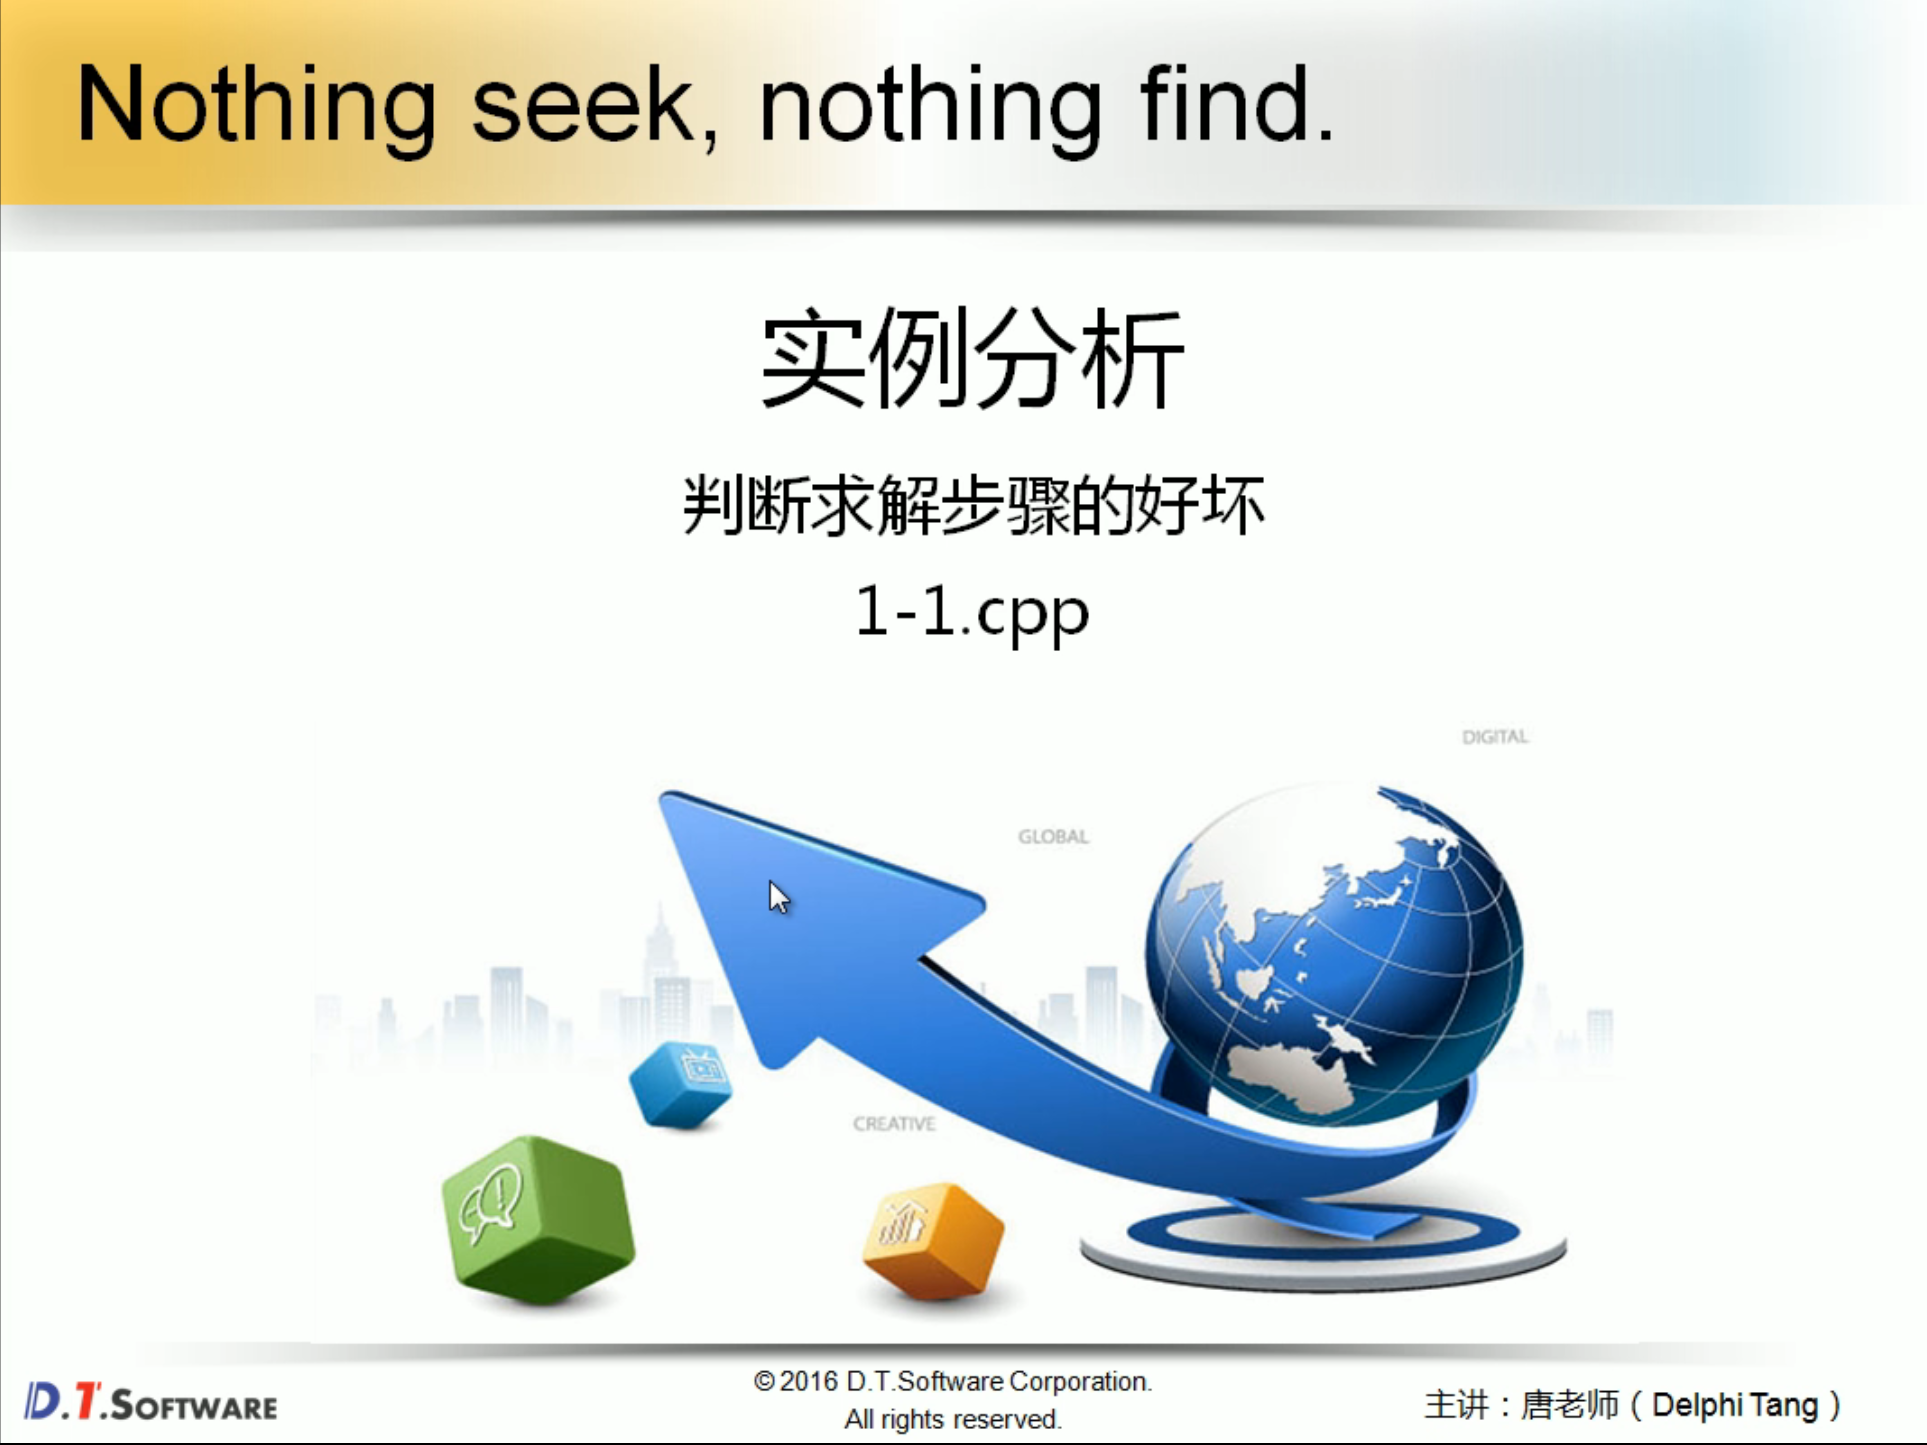 Nothing seek, nothing find.
实例分析
判断求解步骤的好坏
1-1.cpp
DIGITAL
GLOBAL
CREATIVE
D.T.SOFTWARE
© 2016 D.T.Software Corporation.
All rights reserved.
主讲：唐老师（Delphi Tang）